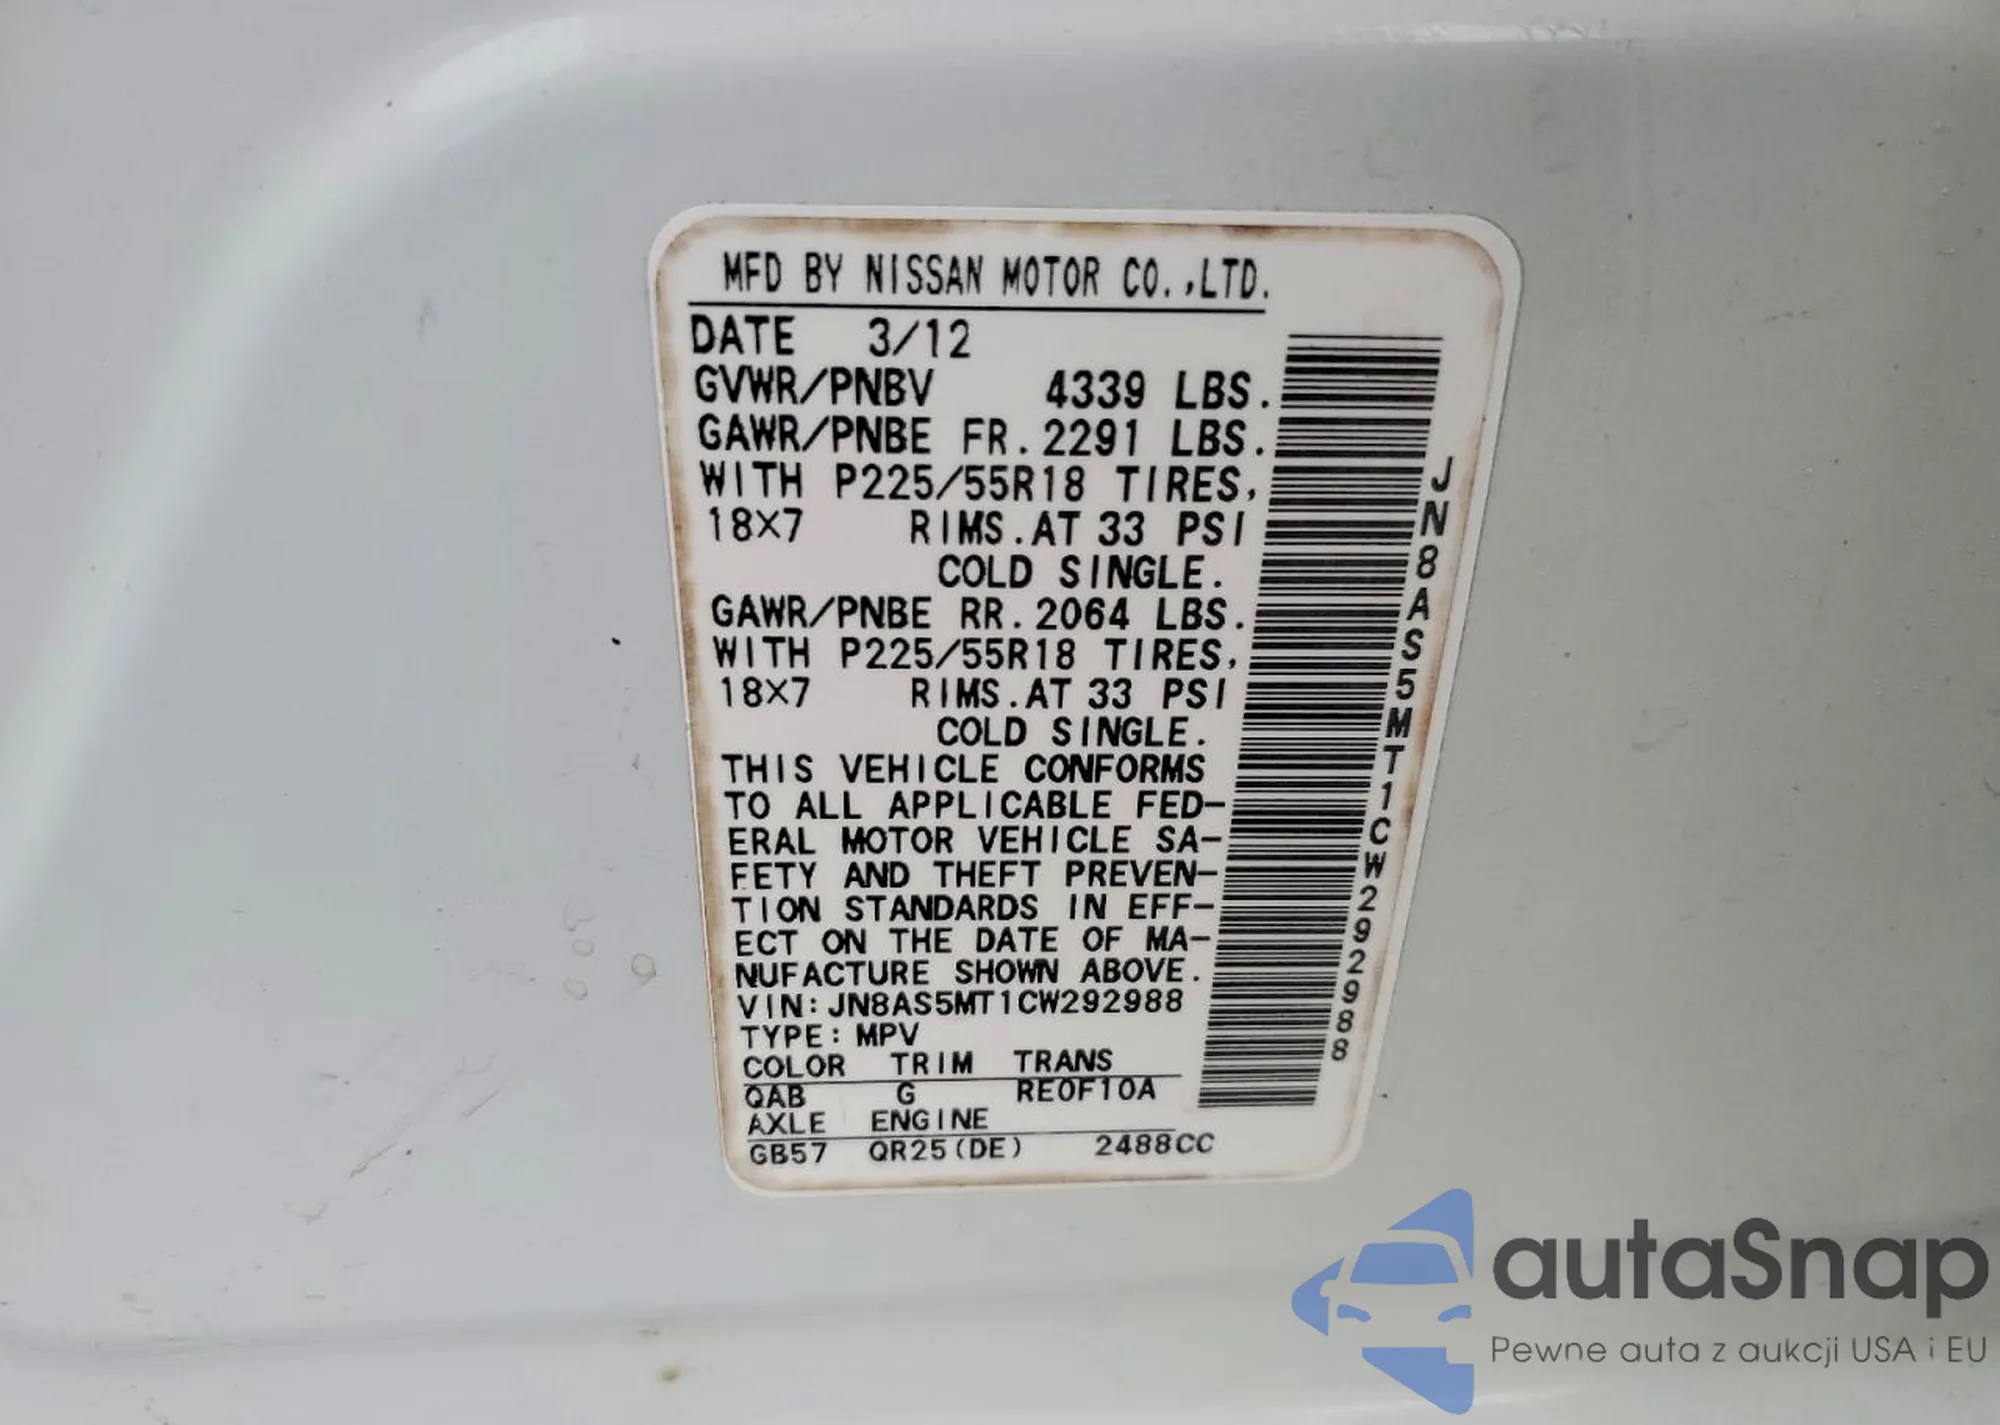 MFD BY NISSAN MOTOR CO.,LTD.
DATE 3/12
GVWR/PNBV 4339 LBS.
GAWR/PNBE FR. 2291 LBS.
WITH P225/55R18 TIRES,
18X7 RIMS. AT 33 PSI
COLD SINGLE.
GAWR/PNBE RR. 2064 LBS.
WITH P225/55R18 TIRES,
18X7 RIMS. AT 33 PSI
COLD SINGLE.
THIS VEHICLE CONFORMS
TO ALL APPLICABLE FED-
ERAL MOTOR VEHICLE SA-
FETY AND THEFT PREVEN-
TION STANDARDS IN EFF-
ECT ON THE DATE OF MA-
NUFACTURE SHOWN ABOVE.
VIN: JN8AS5MT1CW292988
TYPE: MPV
COLOR TRIM TRANS
QAB G RE0F10A
AXLE ENGINE
GB57 QR25(DE) 2488CC
JN8AS5MT1CW292988
autaSnap
Pewne auta z aukcji USA i EU